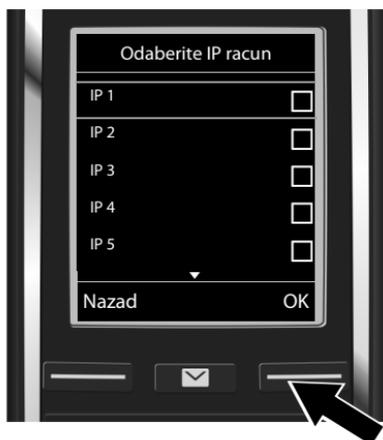 Odaberite IP racun
IP 1
IP 2
IP 3
IP 4
IP 5
Nazad OK